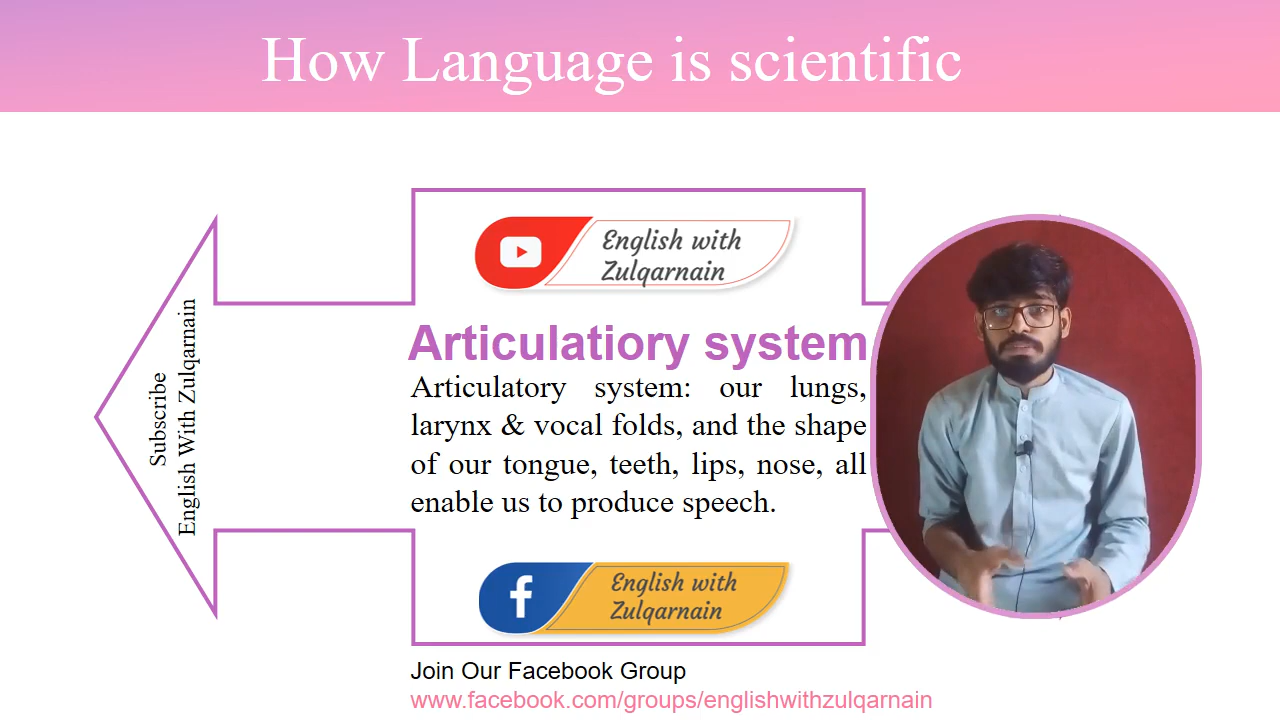 How Language is scientific
English with
Zulqarnain
Subscribe
English With Zulqarnain
Articulatiory system
Articulatory system: our lungs,
larynx & vocal folds, and the shape
of our tongue, teeth, lips, nose, all
enable us to produce speech.
English with
Zulqarnain
Join Our Facebook Group
www.facebook.com/groups/englishwithzulqarnain